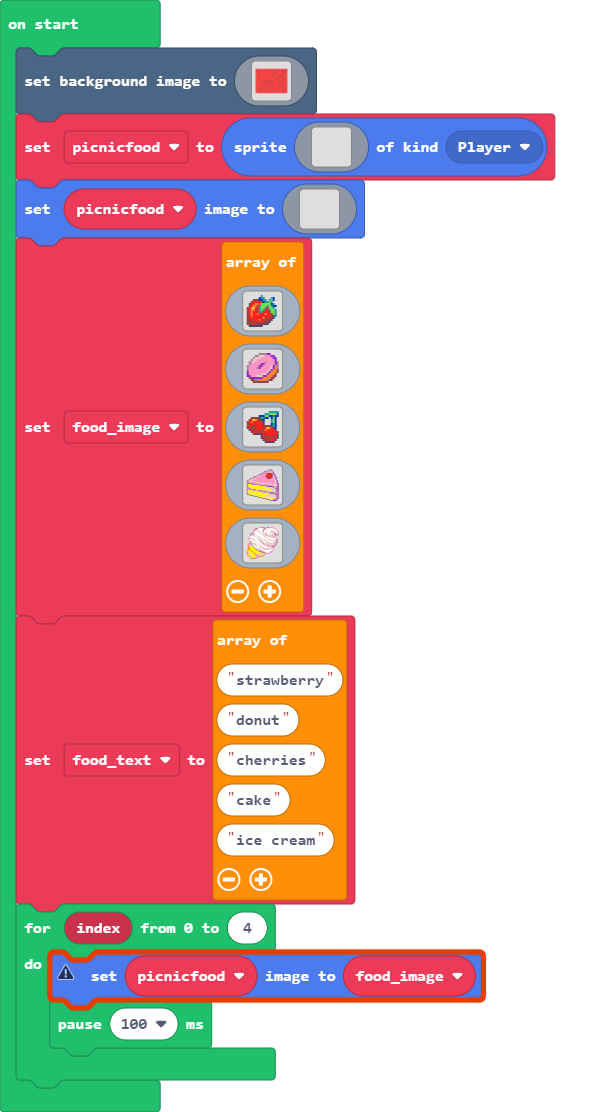 on start
set background image to
set picnicfood to sprite of kind Player
set picnicfood image to
array of
set food_image to
array of
"strawberry"
"donut"
"cherries"
set food_text to
"cake"
"ice cream"
for index from 0 to 4
do
set picnicfood image to food_image
pause 100 ms